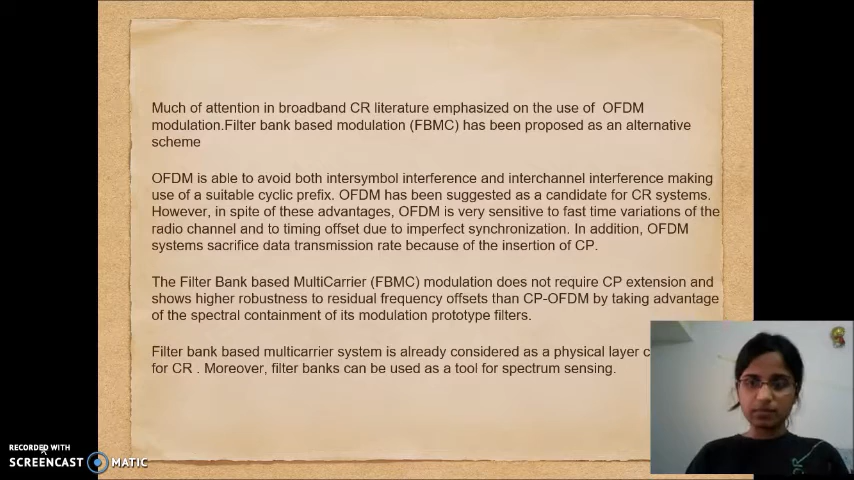 Much of attention in broadband CR literature emphasized on the use of OFDM
modulation.Filter bank based modulation (FBMC) has been proposed as an alternative
scheme
OFDM is able to avoid both intersymbol interference and interchannel interference making
use of a suitable cyclic prefix. OFDM has been suggested as a candidate for CR systems.
However, in spite of these advantages, OFDM is very sensitive to fast time variations of the
radio channel and to timing offset due to imperfect synchronization. In addition, OFDM
systems sacrifice data transmission rate because of the insertion of CP.
The Filter Bank based MultiCarrier (FBMC) modulation does not require CP extension and
shows higher robustness to residual frequency offsets than CP-OFDM by taking advantage
of the spectral containment of its modulation prototype filters.
Filter bank based multicarrier system is already considered as a physical layer
for CR . Moreover, filter banks can be used as a tool for spectrum sensing.
RECORDED WITH
SCREENCAST MATIC